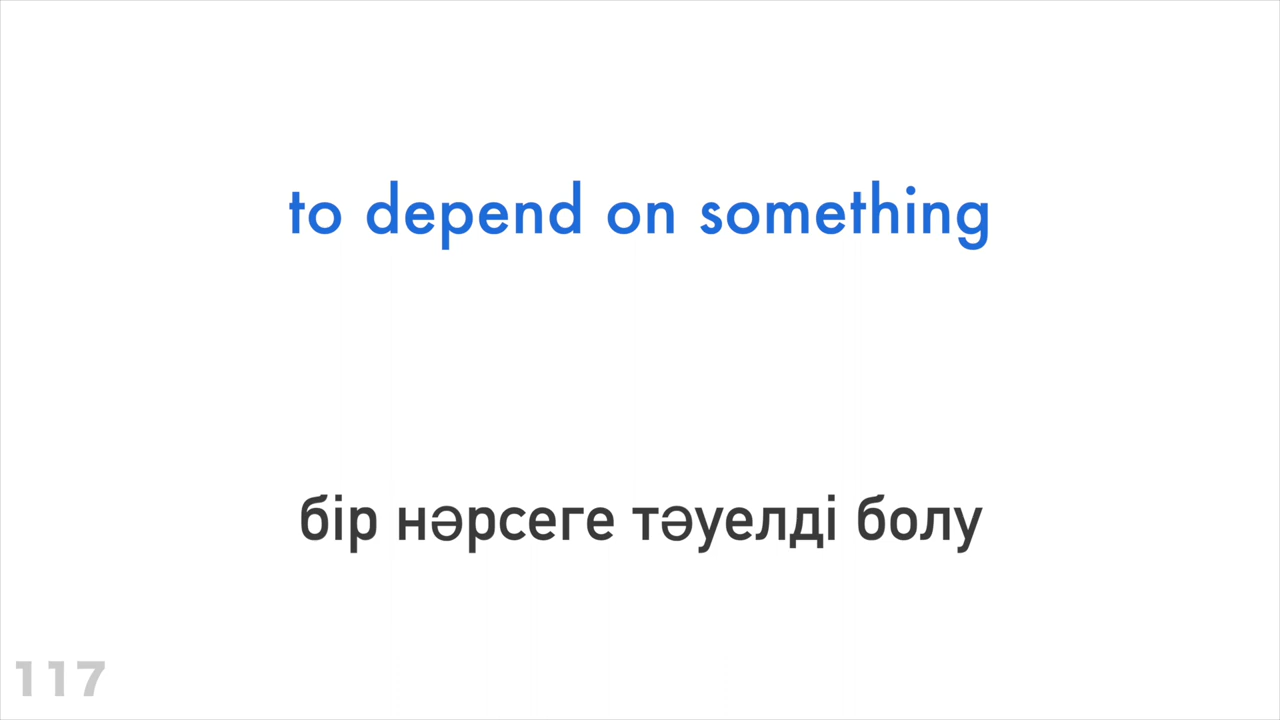 to depend on something
бір нәрсеге тәуелді болу
117